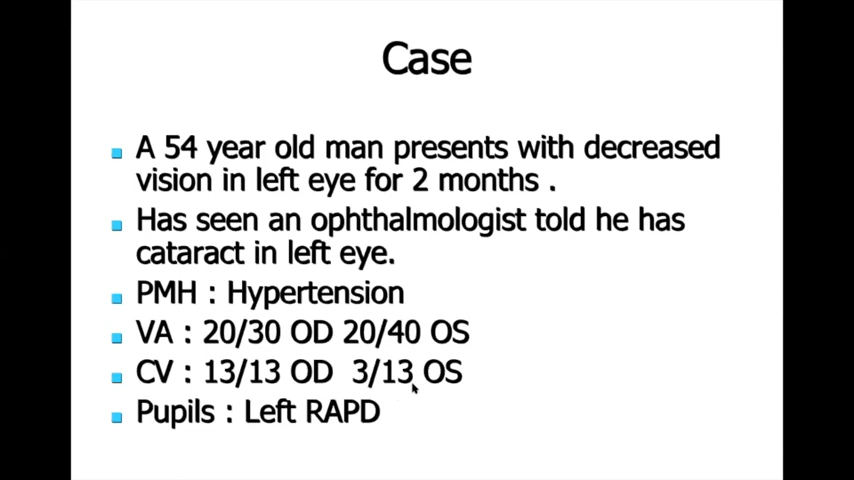 Case
A 54 year old man presents with decreased
vision in left eye for 2 months .
Has seen an ophthalmologist told he has
cataract in left eye.
PMH : Hypertension
VA : 20/30 OD 20/40 OS
CV : 13/13 OD 3/13 OS
Pupils : Left RAPD